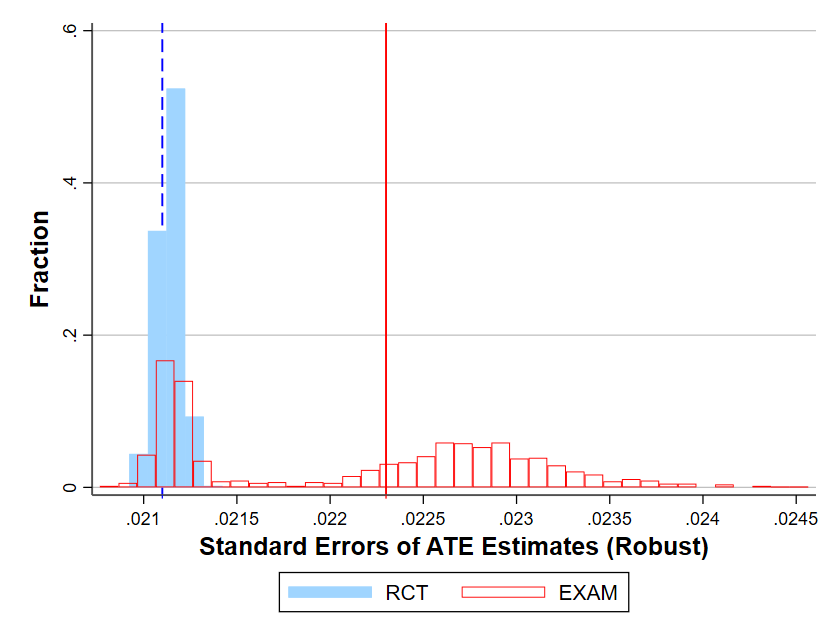 .6
.4
.2
0
Fraction
.021 .0215 .022 .0225 .023 .0235 .024 .0245
Standard Errors of ATE Estimates (Robust)
RCT EXAM